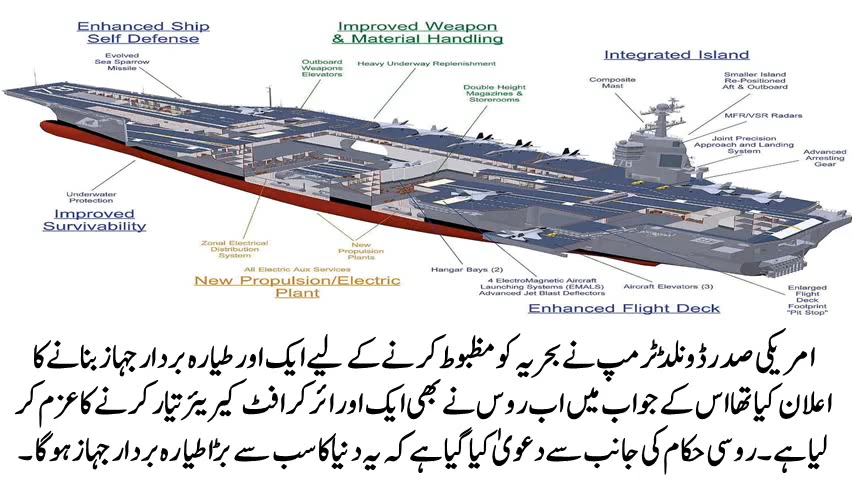 Enhanced Ship
Self Defense
Evolved
Sea Sparrow
Missile
Improved Weapon
& Material Handling
Outboard
Weapons
Elevators
Heavy Underway Replenishment
Double Height
Magazines &
Storerooms
Integrated Island
Composite
Mast
Smaller Island
Re-Positioned
Aft & Outboard
MFR/VSR Radars
Joint Precision
Approach and Landing
System
Advanced
Arresting
Gear
Underwater
Protection
Improved
Survivability
Zonal Electrical
Distribution
System
New
Propulsion
Plants
All Electric Aux Services
New Propulsion/Electric
Plant
Hangar Bays (2)
4 ElectroMagnetic Aircraft
Launching Systems (EMALS)
Advanced Jet Blast Deflectors
Aircraft Elevators (3)
Enhanced Flight Deck
Enlarged
Flight
Deck
Footprint
"Pit Stop"
78
امریکی صدر ڈونلڈ ٹرمپ نے بحریہ کو مظبوط کرنے کے لیے ایک اور طیارہ بردار جہاز بنانے کا
اعلان کیا تھا اس کے جواب میں اب روس نے بھی ایک اور ائر کرافٹ کیریئر تیار کرنے کا عزم کر
لیا ہے۔ روسی حکام کی جانب سے دعویٰ کیا گیا ہے کہ یہ دنیا کا سب سے بڑا طیارہ بردار جہاز ہو گا۔